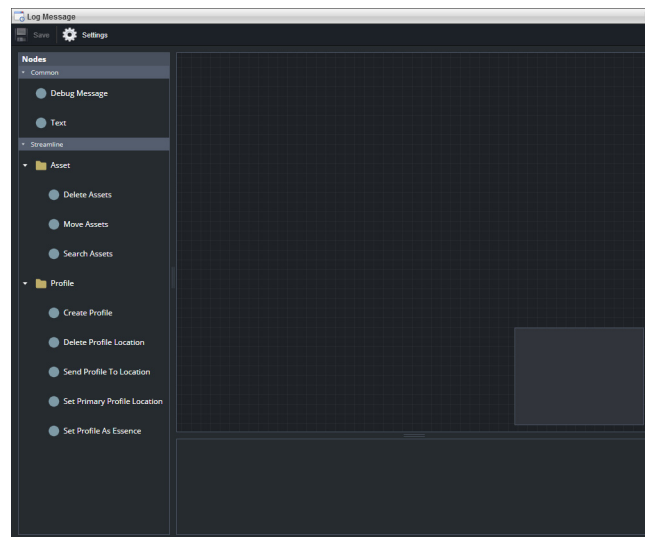 Log Message
Save Settings
Nodes
Common
Debug Message
Text
Streamline
Asset
Delete Assets
Move Assets
Search Assets
Profile
Create Profile
Delete Profile Location
Send Profile To Location
Set Primary Profile Location
Set Profile As Essence